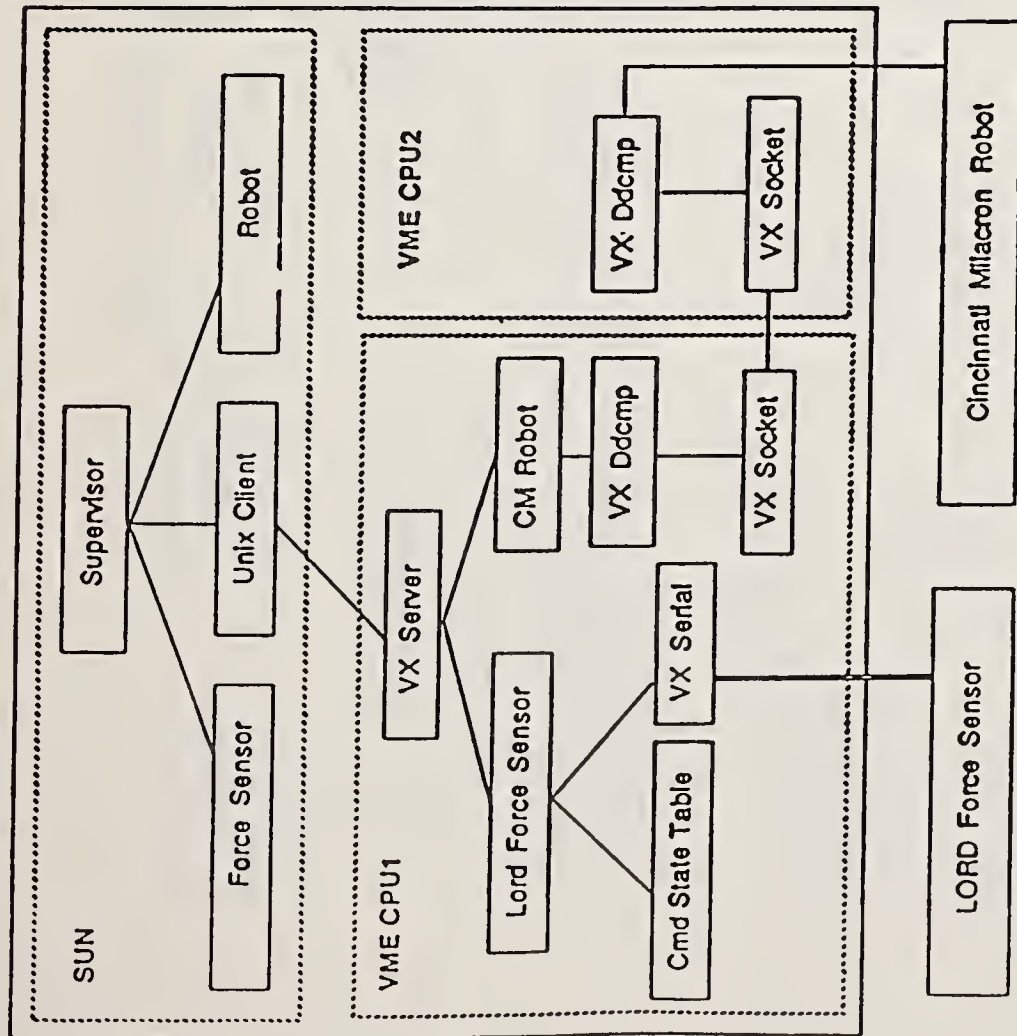 SUN
Supervisor
Force Sensor
Unix Client
Robot
VME CPU1
VX Server
Lord Force Sensor
CM Robot
Cmd State Table
VX Serial
VX Ddcmp
VX Socket
VME CPU2
VX Ddcmp
VX Socket
LORD Force Sensor
Cincinnati Milacron Robot